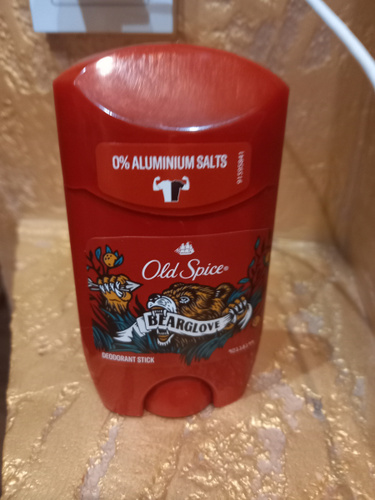 0% ALUMINIUM SALTS
Old Spice®
BEARGLOVE
DEODORANT STICK